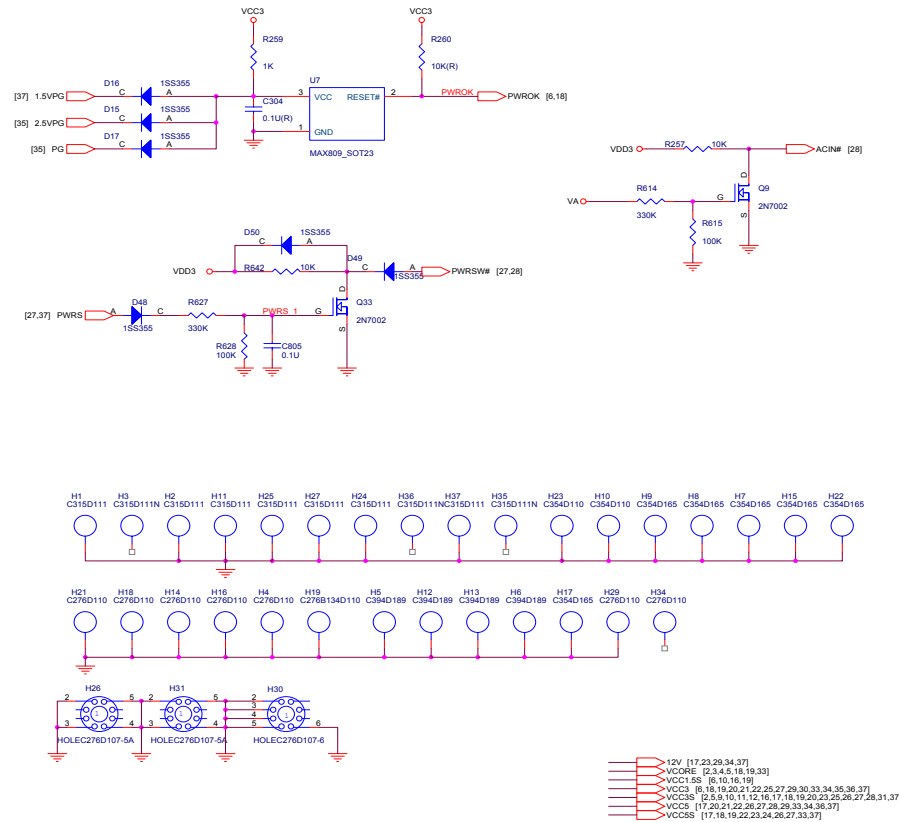 VCC3 VCC3
R259 R260
1K 10K(R)
D16 1SS355 U7
[37] 1.5VPG C A 3 VCC RESET# 2 PWROK PWROK [6,18]
C304
D15 1SS355 0.1U(R)
[35] 2.5VPG C A 1 GND
D17 1SS355
[35] PG C A MAX809_SOT23
VDD3 R257 10K ACIN# [28]
D
R614 Q9
VA G
330K 2N7002
R615 S
100K
D50 1SS355
C A D49
VDD3 R642 10K C A PWRSW# [27,28]
1SS355
D
D48 R627 Q33
[27,37] PWRS A C PWRS_1 G
1SS355 330K 2N7002
S
R628 C805
100K 0.1U
H1 H3 H2 H11 H25 H27 H24 H36 H37 H35 H23 H10 H9 H8 H7 H15 H22
C315D111 C315D111N C315D111 C315D111 C315D111 C315D111 C315D111 C315D111N C315D111 C315D111N C354D110 C354D110 C354D165 C354D165 C354D165 C354D165 C354D165
H21 H18 H14 H16 H4 H19 H5 H12 H13 H6 H17 H29 H34
C276D110 C276D110 C276D110 C276D110 C276D110 C276B134D110 C394D189 C394D189 C394D189 C394D189 C354D165 C276D110 C276D110
H26 H31 H30
2 5 2 5 2
1 1 3 1
4
3 4 3 4 5 6
HOLEC276D107-5A HOLEC276D107-5A HOLEC276D107-6
12V [17,23,29,34,37]
VCORE [2,3,4,5,18,19,33]
VCC1.5S [6,10,16,19]
VCC3 [6,18,19,20,21,22,25,27,29,30,33,34,35,36,37]
VCC3S [2,5,9,10,11,12,16,17,18,19,20,23,25,26,27,28,31,37
VCC5 [17,20,21,22,26,27,28,29,33,34,36,37]
VCC5S [17,18,19,22,23,24,26,27,33,37]